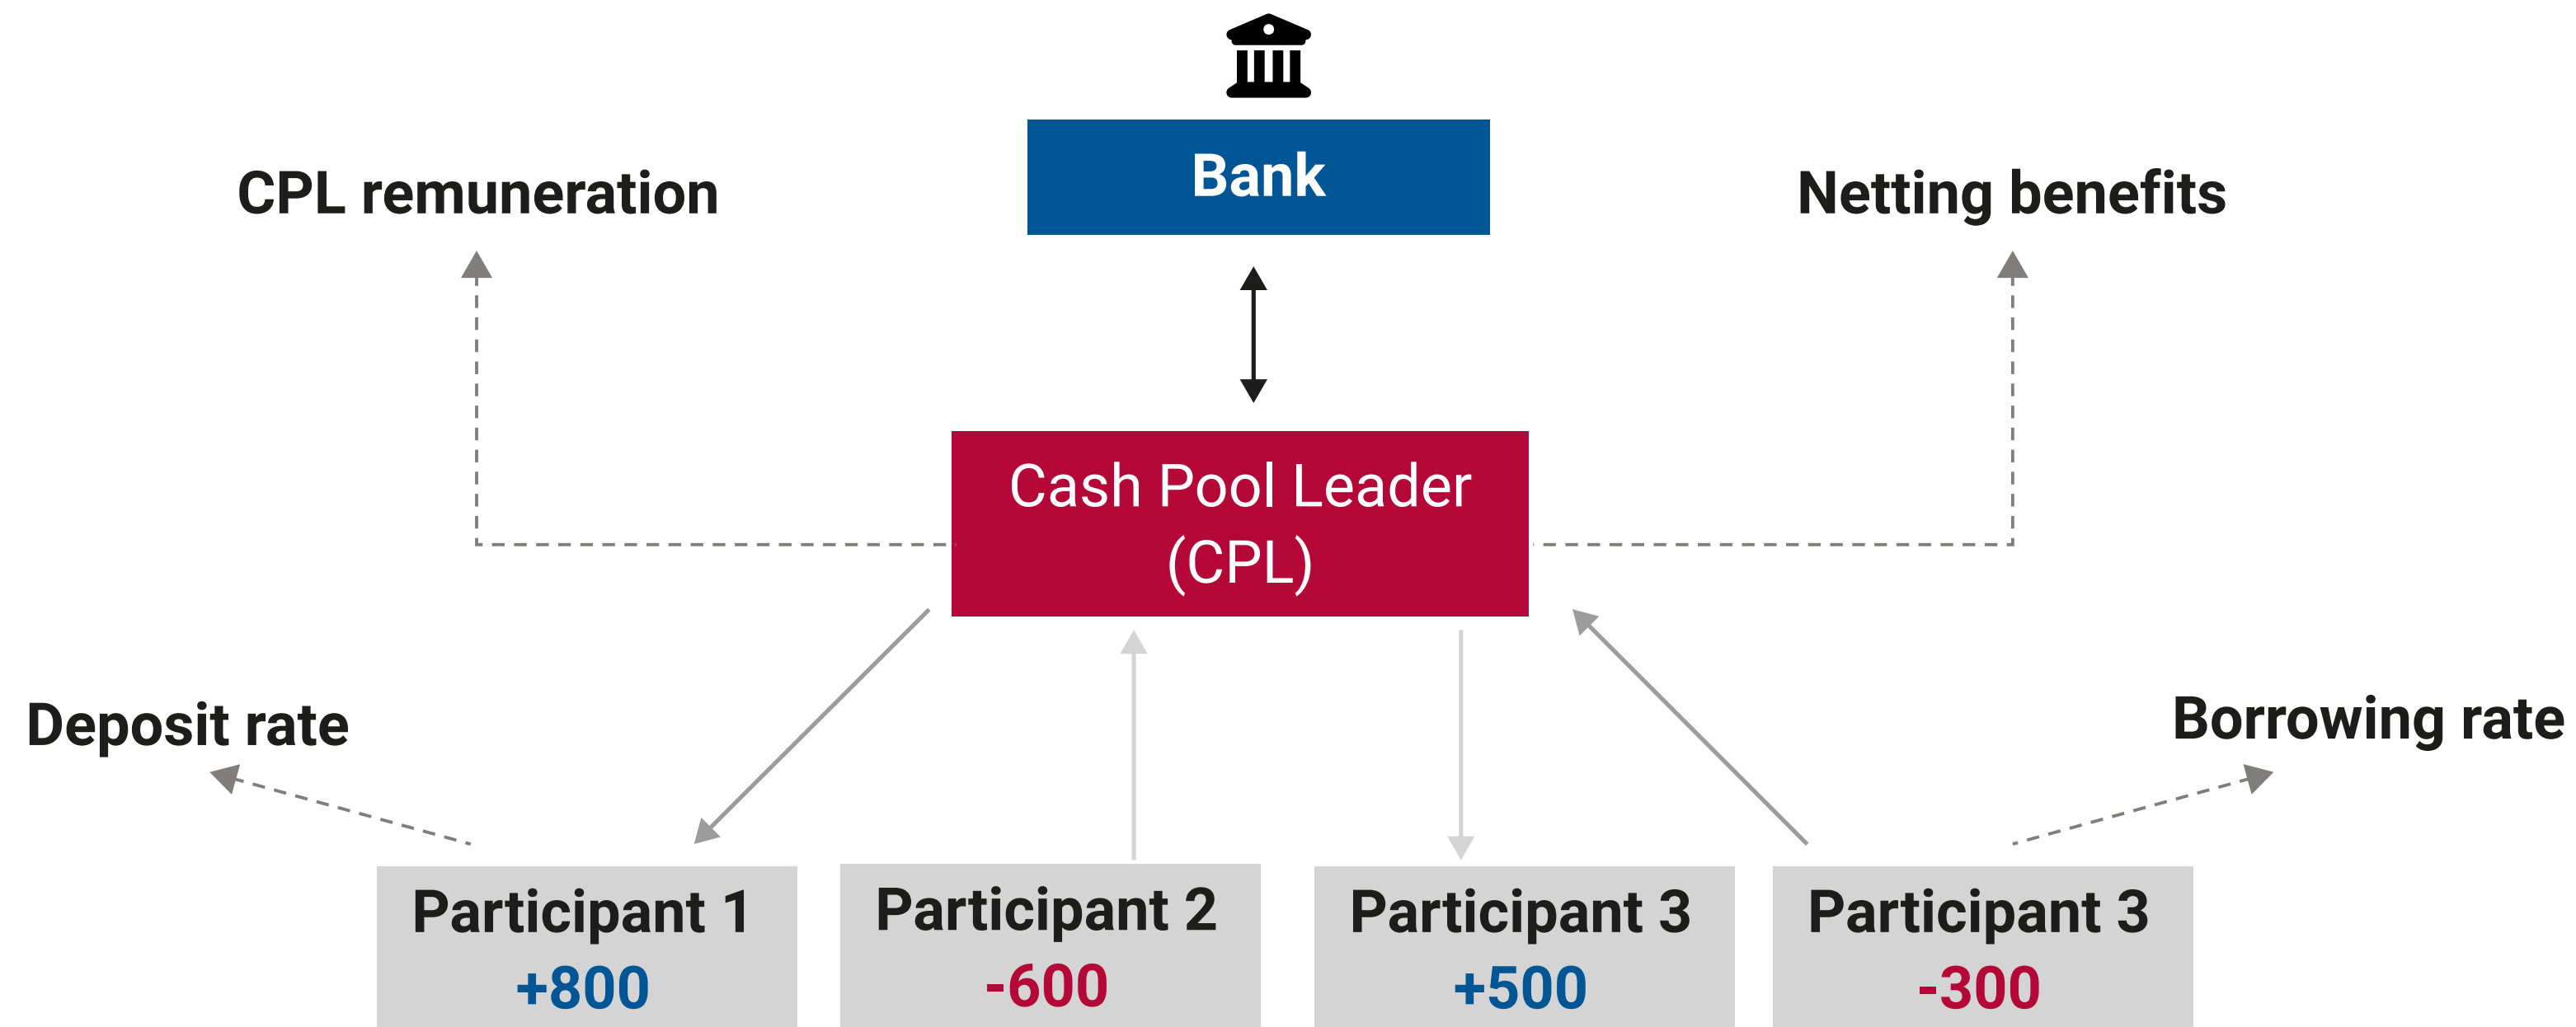 Bank
CPL remuneration
Netting benefits
Cash Pool Leader
(CPL)
Deposit rate
Borrowing rate
Participant 1
+800
Participant 2
-600
Participant 3
+500
Participant 3
-300